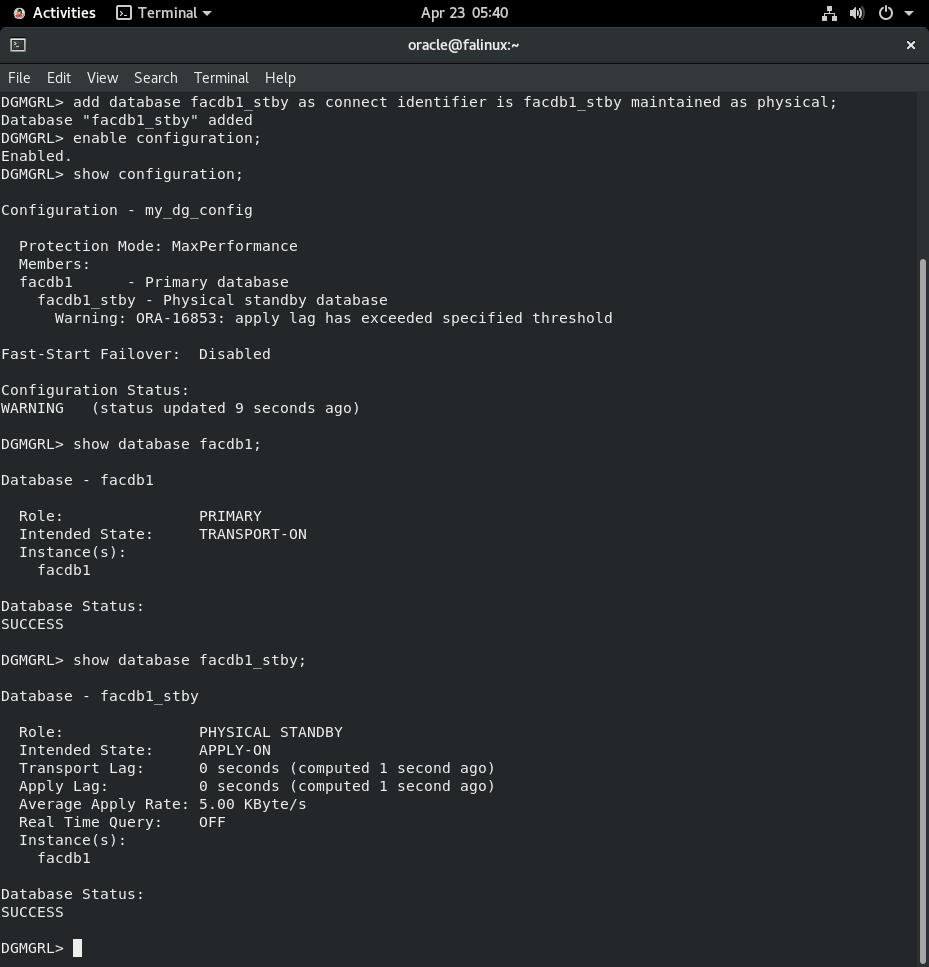 Activities Terminal Apr 23 05:40
oracle@falinux:~
File Edit View Search Terminal Help
DGMGRL> add database facdb1_stby as connect identifier is facdb1_stby maintained as physical;
Database "facdb1_stby" added
DGMGRL> enable configuration;
Enabled.
DGMGRL> show configuration;
Configuration - my_dg_config
  Protection Mode: MaxPerformance
  Members:
  facdb1      - Primary database
    facdb1_stby - Physical standby database
      Warning: ORA-16853: apply lag has exceeded specified threshold
Fast-Start Failover:  Disabled
Configuration Status:
WARNING   (status updated 9 seconds ago)
DGMGRL> show database facdb1;
Database - facdb1
  Role:               PRIMARY
  Intended State:     TRANSPORT-ON
  Instance(s):
    facdb1
Database Status:
SUCCESS
DGMGRL> show database facdb1_stby;
Database - facdb1_stby
  Role:               PHYSICAL STANDBY
  Intended State:     APPLY-ON
  Transport Lag:      0 seconds (computed 1 second ago)
  Apply Lag:          0 seconds (computed 1 second ago)
  Average Apply Rate: 5.00 KByte/s
  Real Time Query:    OFF
  Instance(s):
    facdb1
Database Status:
SUCCESS
DGMGRL>